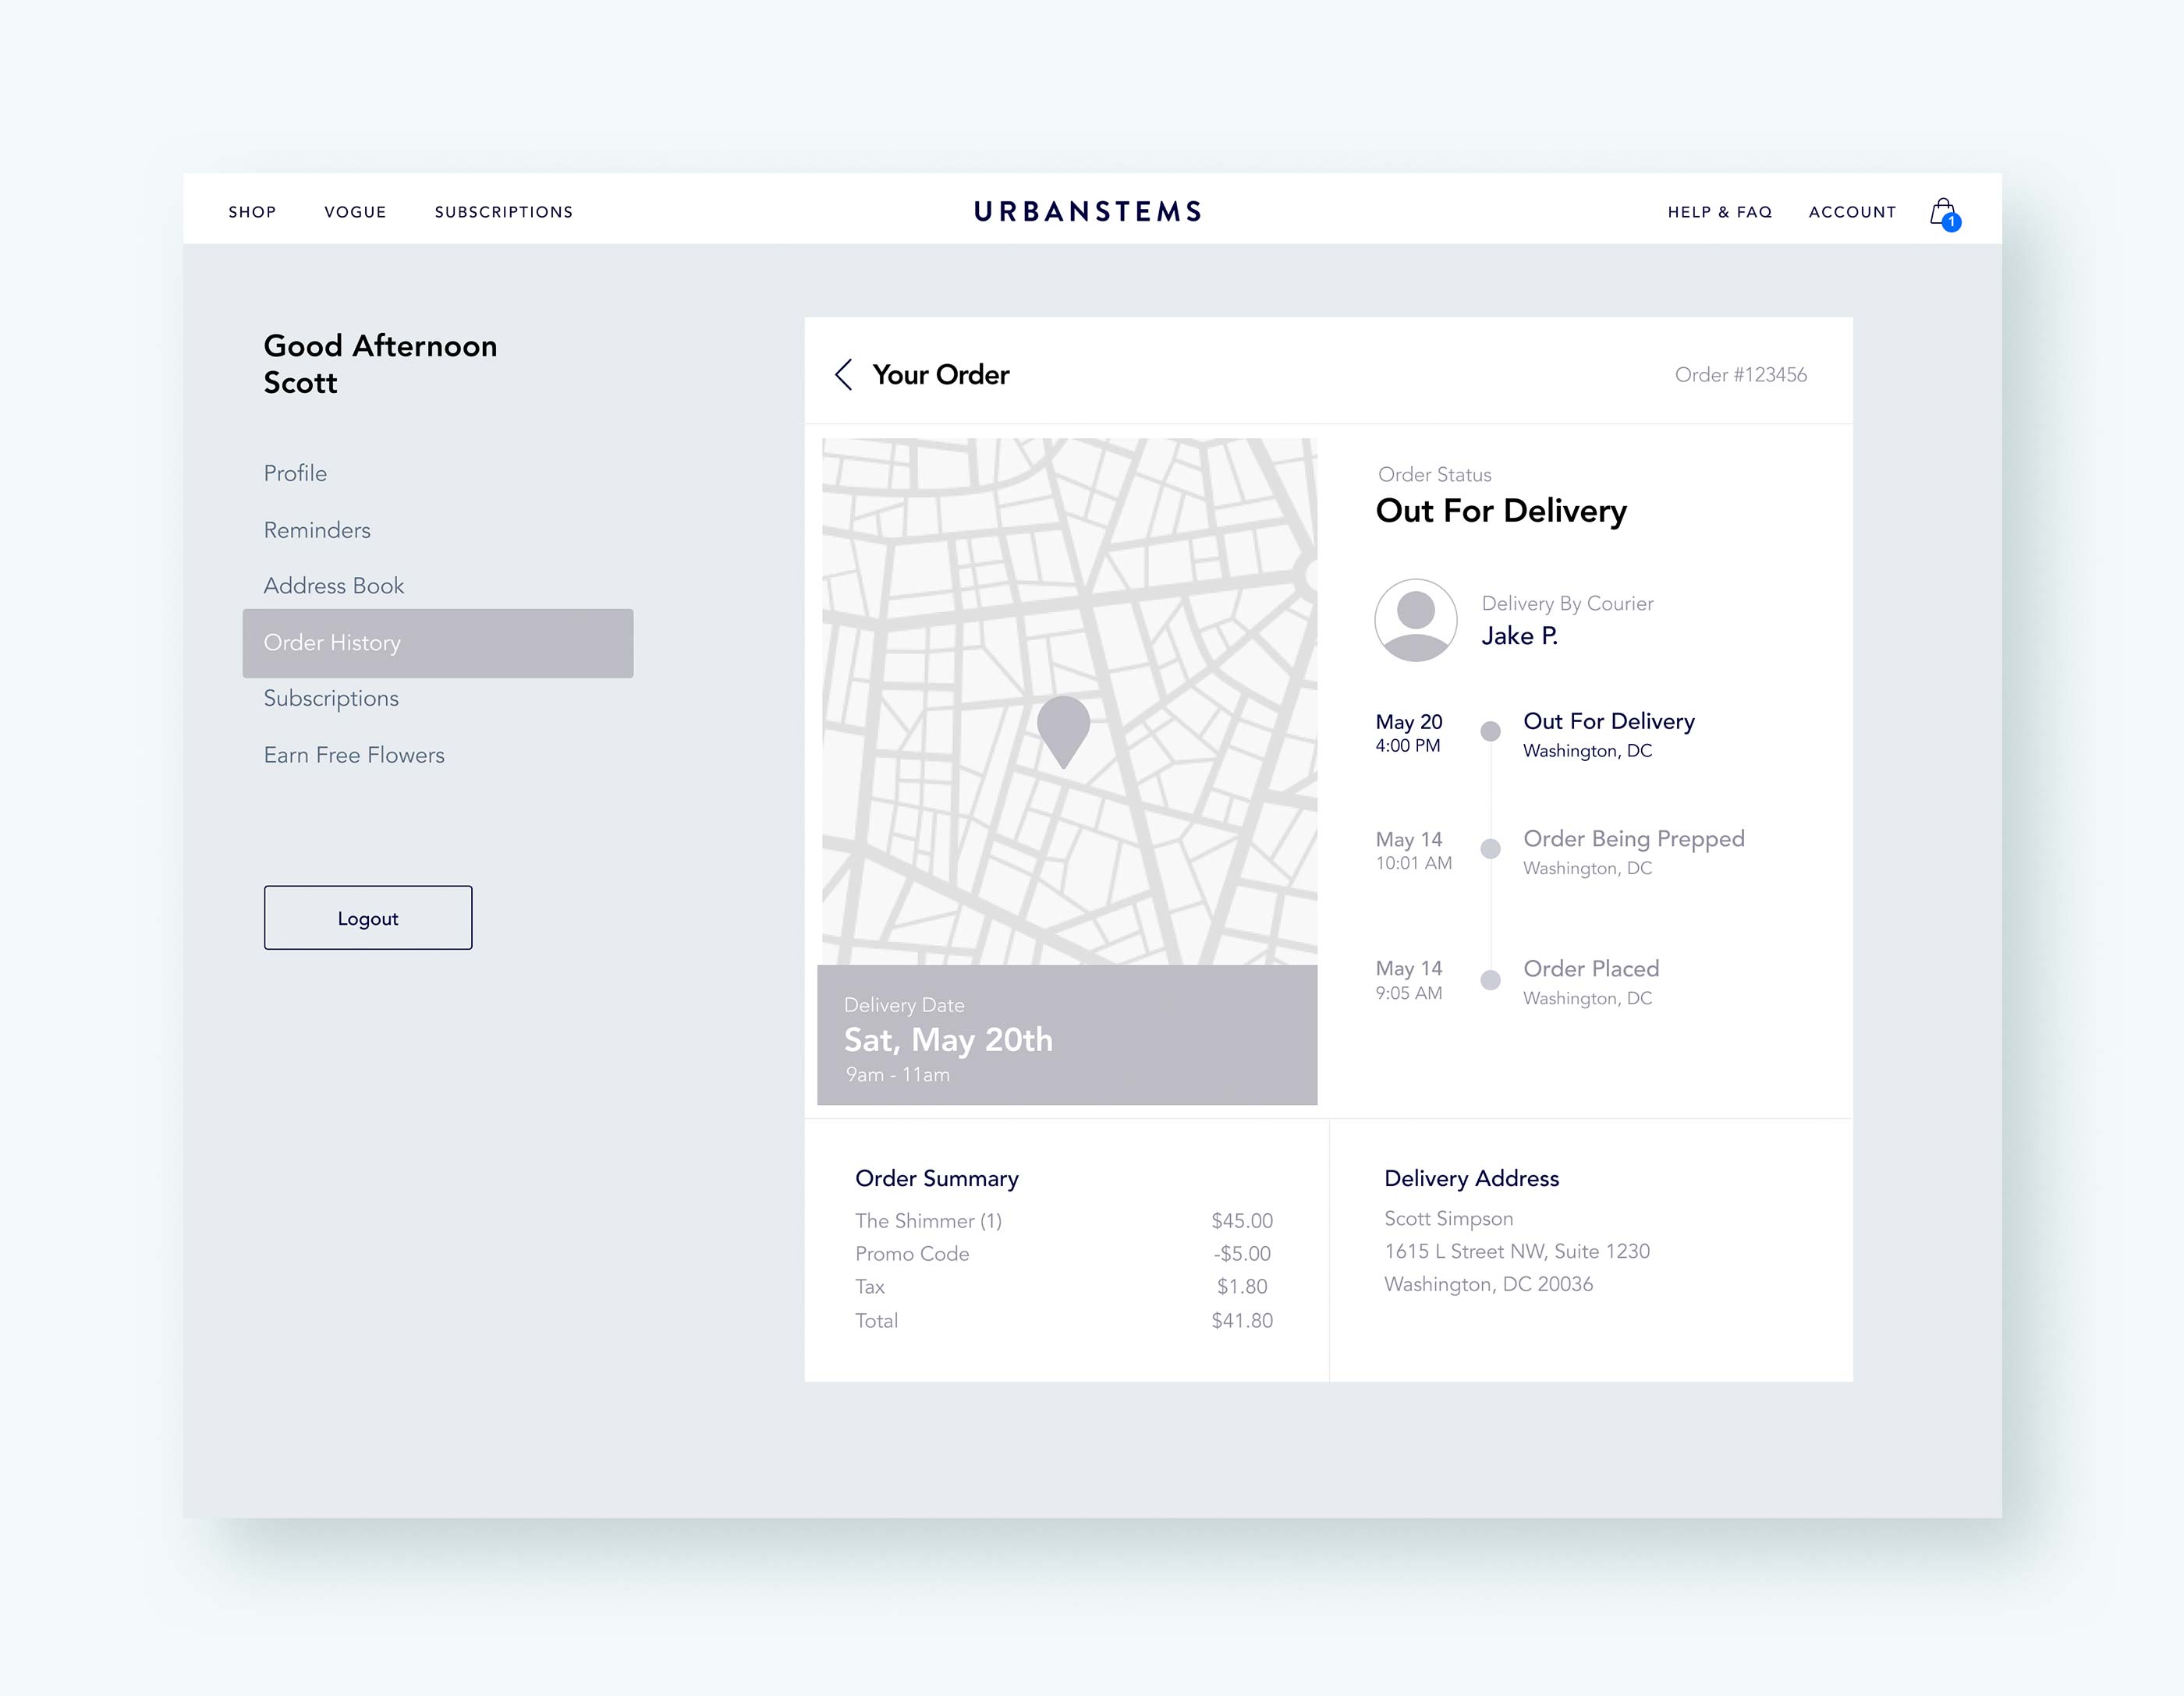 SHOP VOGUE SUBSCRIPTIONS URBANSTEMS HELP & FAQ ACCOUNT 1
Good Afternoon
Scott
Profile
Reminders
Address Book
Order History
Subscriptions
Earn Free Flowers
Logout
Your Order Order #123456
Order Status
Out For Delivery
Delivery By Courier
Jake P.
May 20 Out For Delivery
4:00 PM Washington, DC
May 14 Order Being Prepped
10:01 AM Washington, DC
May 14 Order Placed
9:05 AM Washington, DC
Delivery Date
Sat, May 20th
9am - 11am
Order Summary
The Shimmer (1) $45.00
Promo Code -$5.00
Tax $1.80
Total $41.80
Delivery Address
Scott Simpson
1615 L Street NW, Suite 1230
Washington, DC 20036